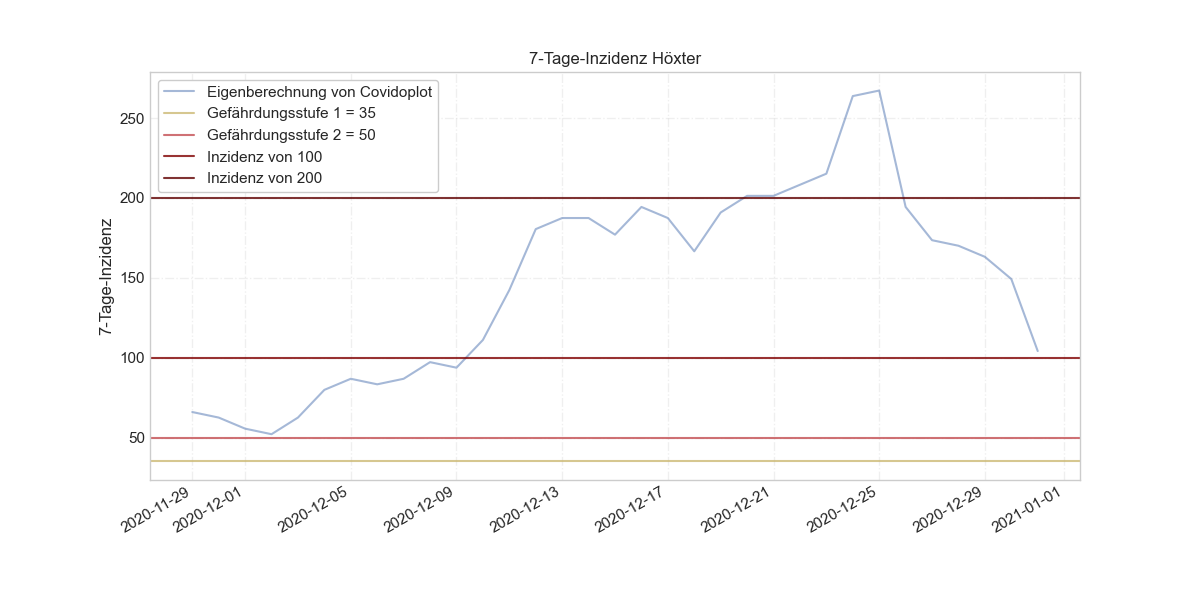 7-Tage-Inzidenz Höxter
Eigenberechnung von Covidoplot
Gefährdungsstufe 1 = 35
Gefährdungsstufe 2 = 50
Inzidenz von 100
Inzidenz von 200
7-Tage-Inzidenz
250
200
150
100
50
2020-11-29
2020-12-01
2020-12-05
2020-12-09
2020-12-13
2020-12-17
2020-12-21
2020-12-25
2020-12-29
2021-01-01